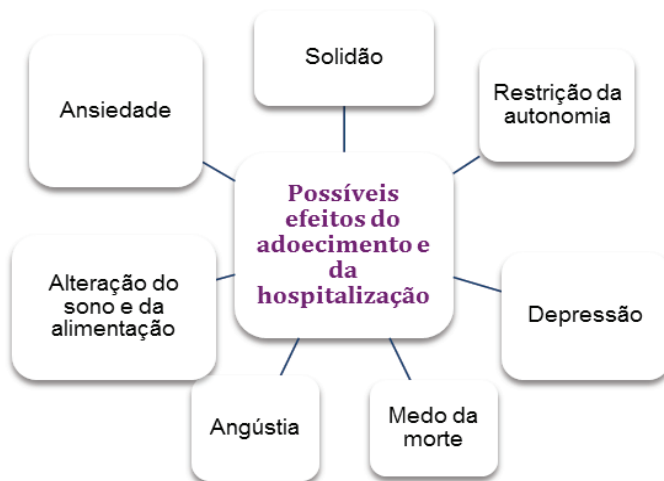 Solidão
Ansiedade
Restrição da
autonomia
Possíveis
efeitos do
adoecimento e
da
hospitalização
Alteração do
sono e da
alimentação
Depressão
Angústia
Medo da
morte